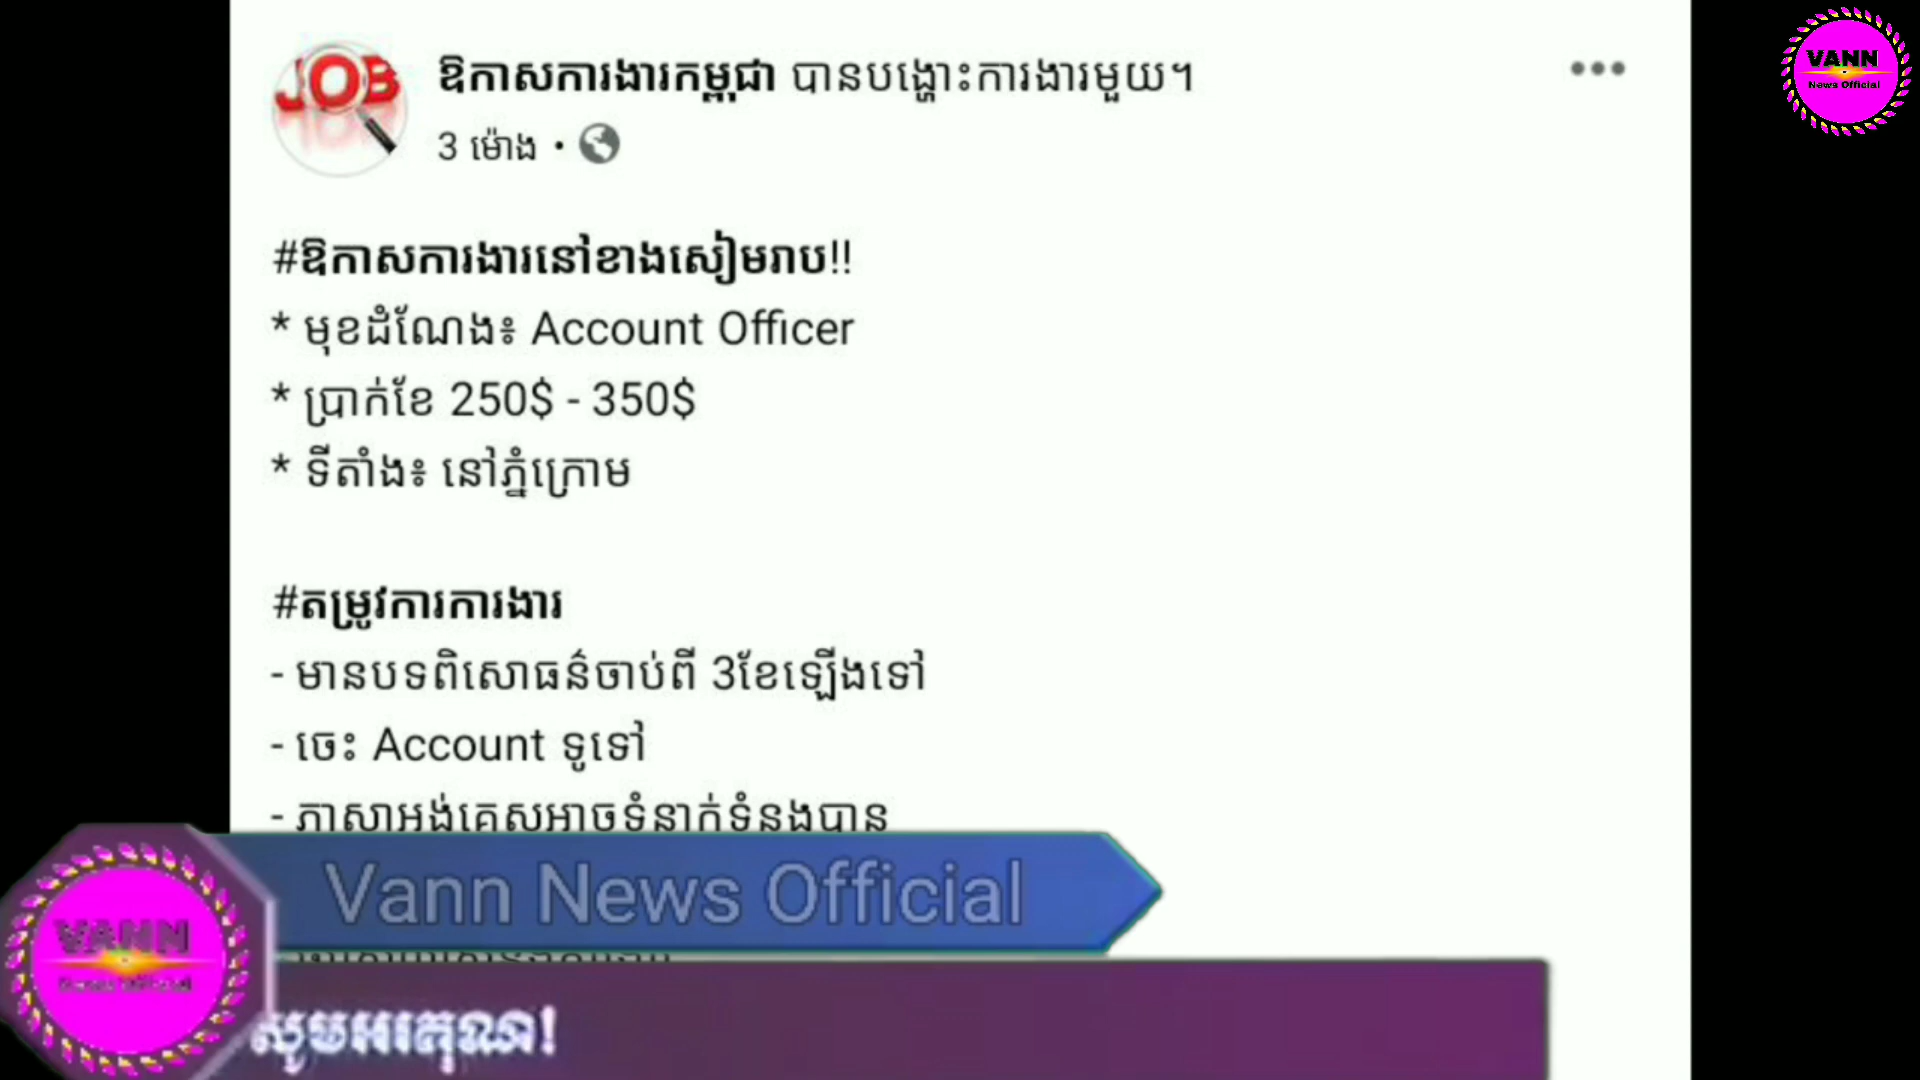 JOB
ឱកាសការងារកម្ពុជា បានបង្ហោះការងារមួយ។
3 ម៉ោង •
VANN
News Official
#ឱកាសការងារនៅខាងសៀមរាប!!
* មុខដំណែង៖ Account Officer
* ប្រាក់ខែ 250$ - 350$
* ទីតាំង៖ នៅភ្នំក្រោម
#តម្រូវការការងារ
- មានបទពិសោធន៍ចាប់ពី 3ខែឡើងទៅ
- ចេះ Account ទូទៅ
- ភាសាអង់គេសអាចទំនាក់ទំនងបាន
Vann News Official
VANN
News Official
សូមអរគុណ!